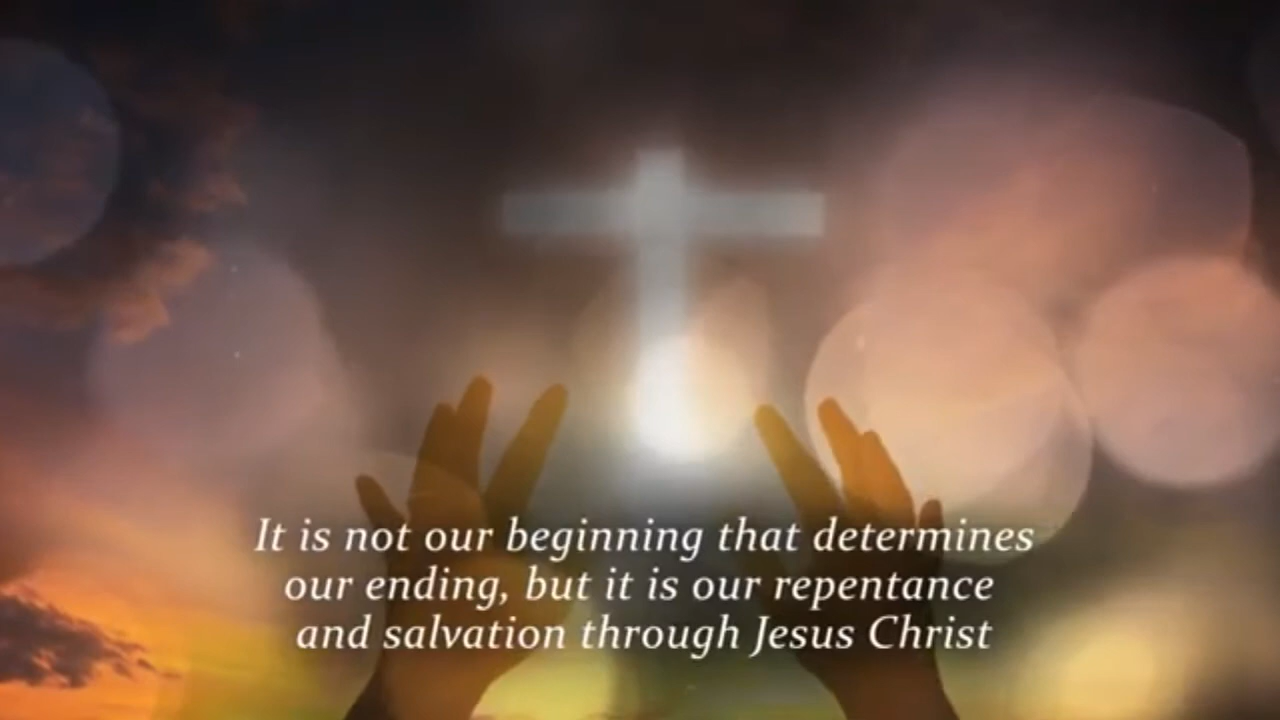 It is not our beginning that determines
our ending, but it is our repentance
and salvation through Jesus Christ